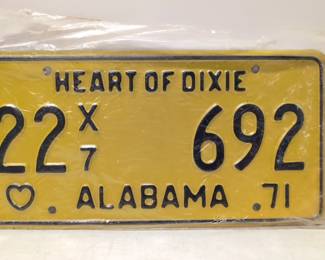 HEART OF DIXIE
22 X 7 692
♡ ALABAMA 71